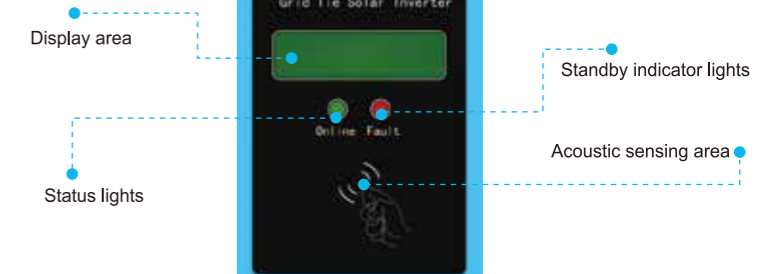 Grid Tie Solar Inverter
Display area
Standby indicator lights
Online Fault
Acoustic sensing area
Status lights